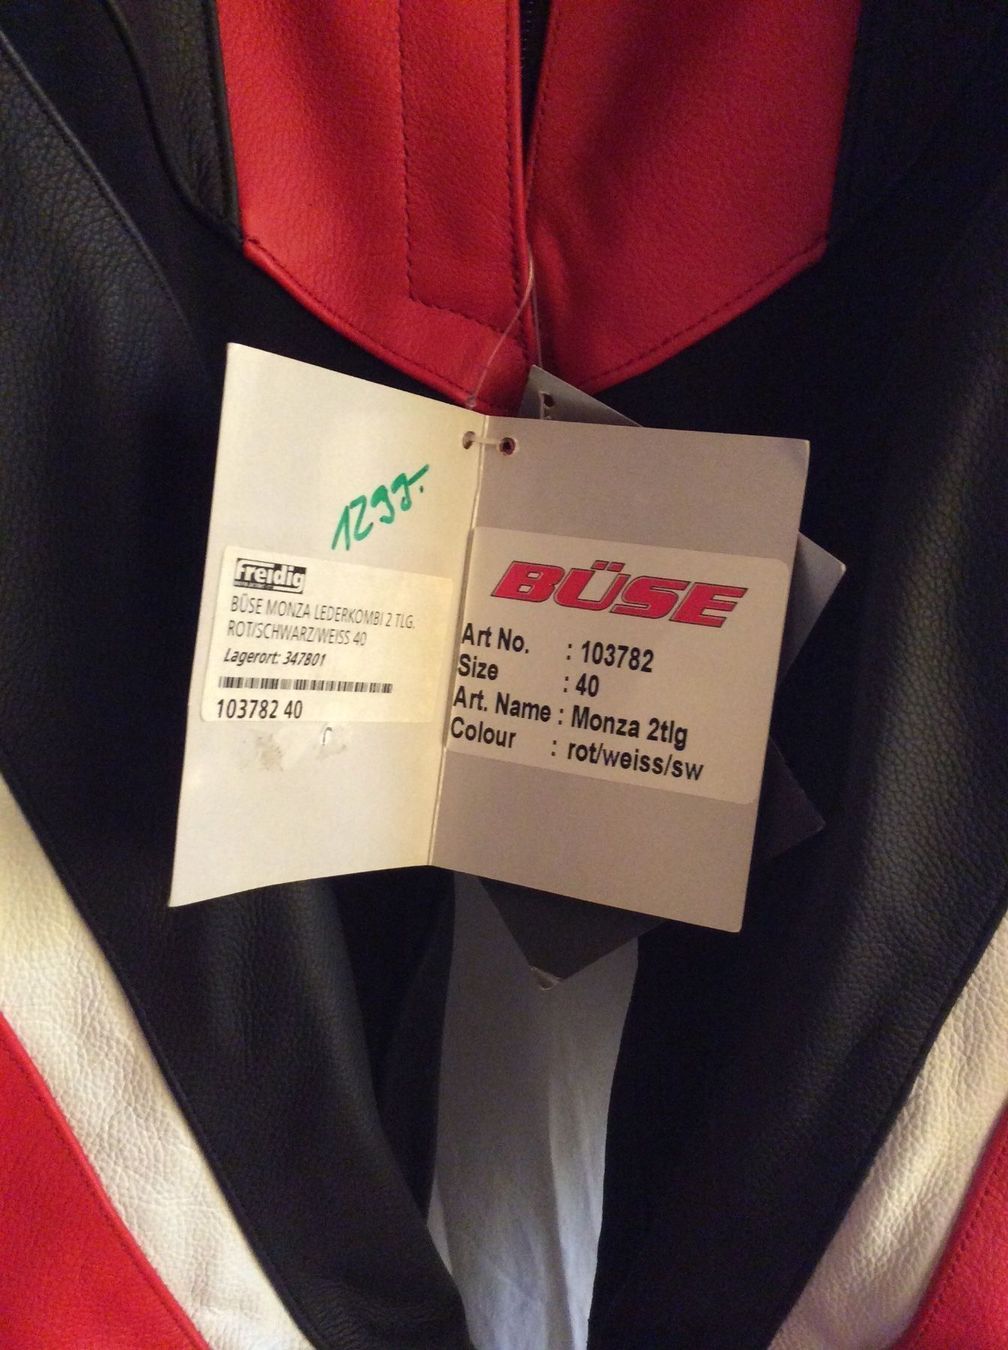 1299.-
freidig
BÜSE MONZA LEDERKOMBI 2 TLG.
ROT/SCHWARZ/WEISS 40
Lagerort: 347801
103782 40
BÜSE
Art No. : 103782
Size : 40
Art. Name : Monza 2tlg
Colour : rot/weiss/sw